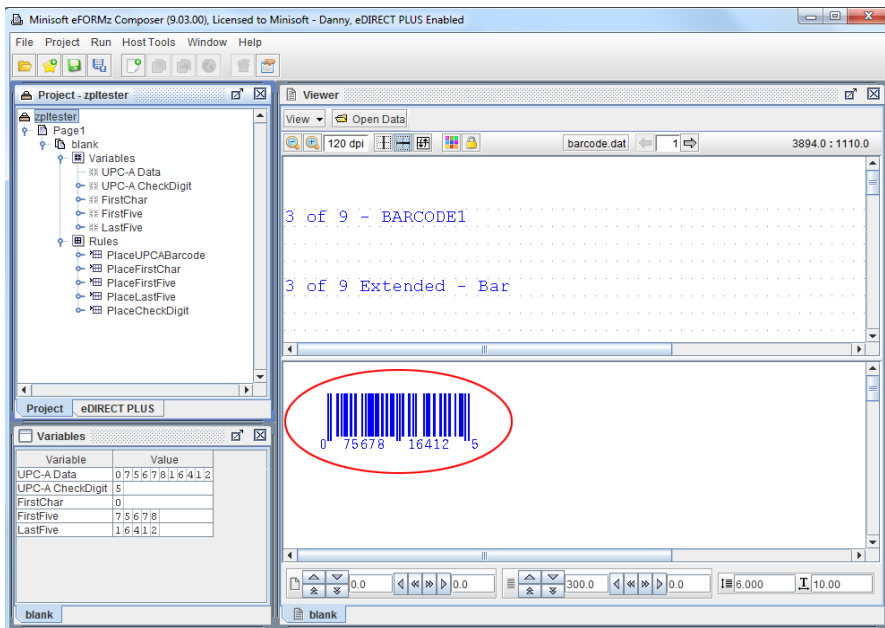 Minisoft eFORMz Composer (9.03.00), Licensed to Minisoft - Danny, eDIRECT PLUS Enabled
File Project Run Host Tools Window Help
Project - zpltester
zpltester
Page1
blank
Variables
UPC-A Data
UPC-A CheckDigit
FirstChar
FirstFive
LastFive
Rules
PlaceUPCABarcode
PlaceFirstChar
PlaceFirstFive
PlaceLastFive
PlaceCheckDigit
Project eDIRECT PLUS
Variables
Variable Value
UPC-A Data 07567816412
UPC-A CheckDigit 5
FirstChar 0
FirstFive 75678
LastFive 16412
blank
Viewer
View Open Data
120 dpi barcode.dat 1 3894.0 : 1110.0
3 of 9 - BARCODE1
3 of 9 Extended - Bar
0 75678 16412 5
0.0 0.0 300.0 0.0 6.000 10.00
blank